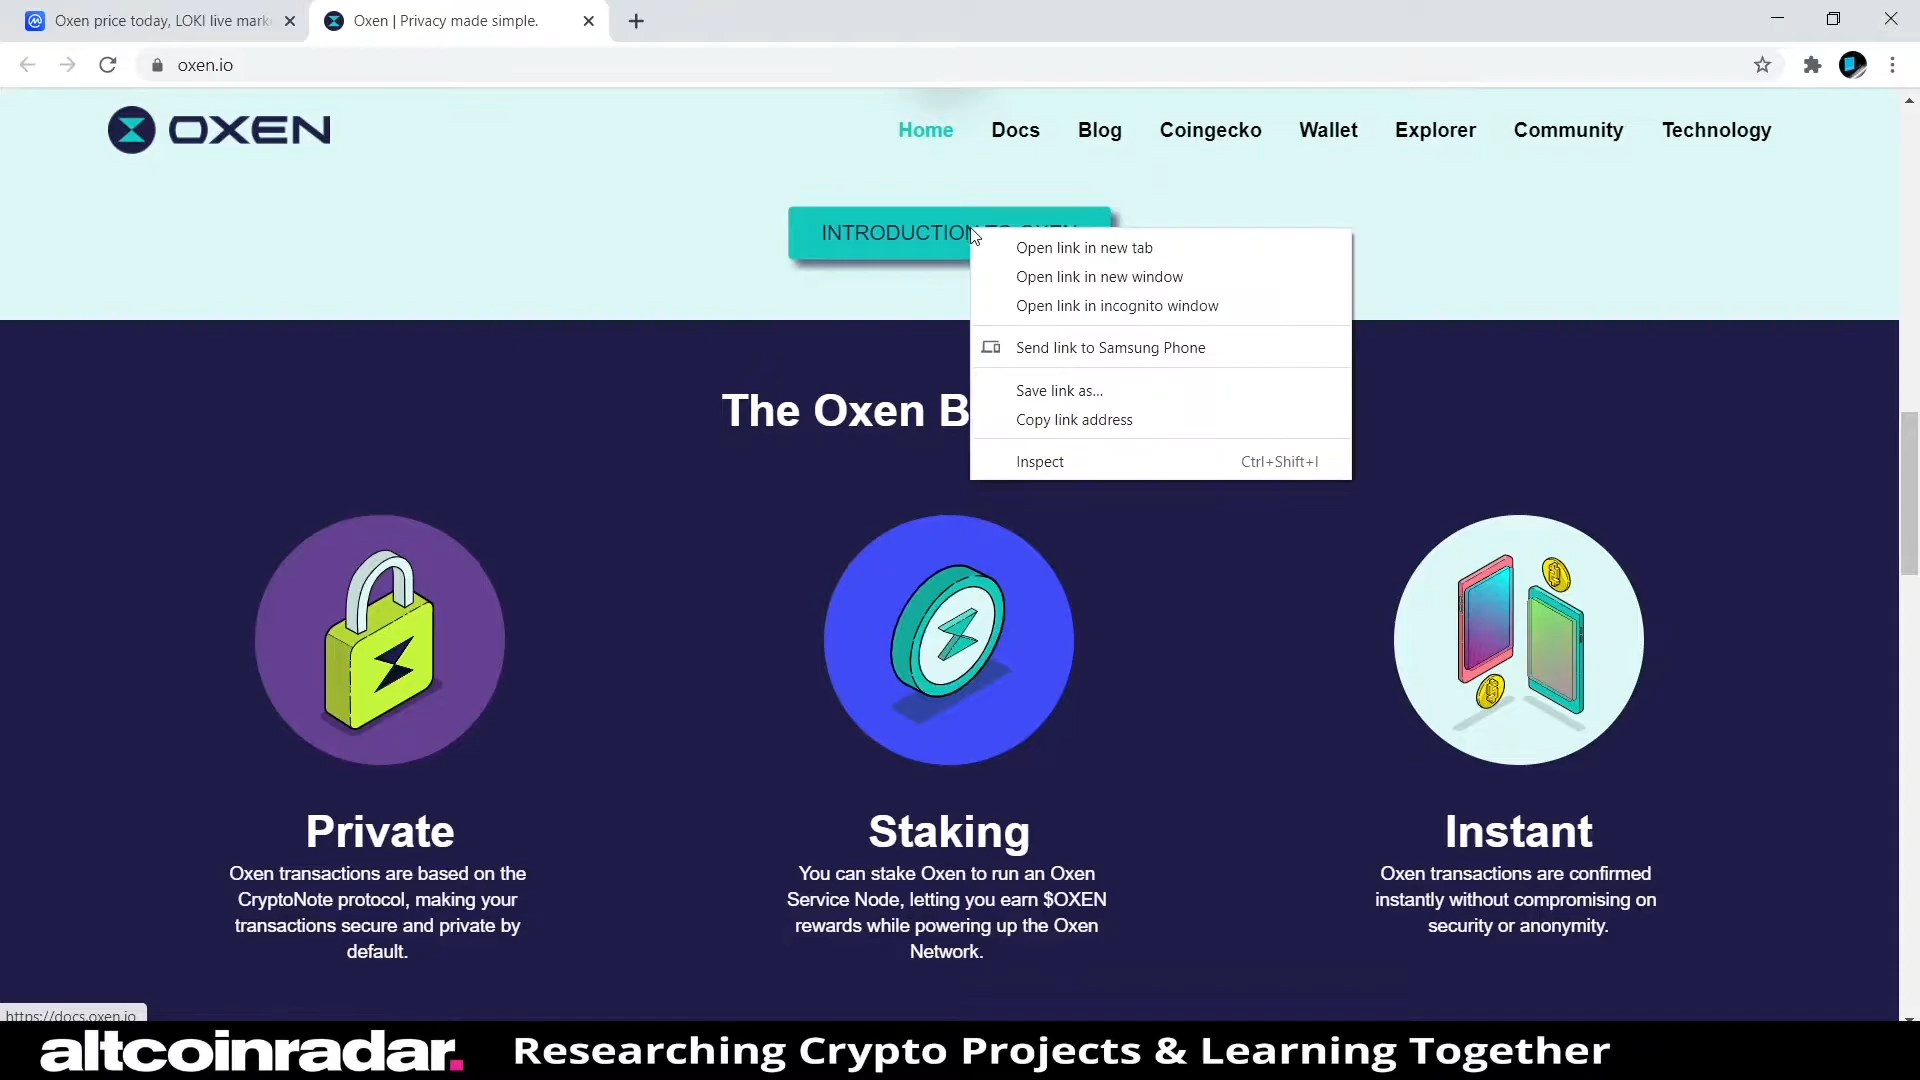 Oxen price today, LOKI live mark
Oxen | Privacy made simple.
oxen.io
OXEN
Home
Docs
Blog
Coingecko
Wallet
Explorer
Community
Technology
INTRODUCTION TO OXEN
Open link in new tab
Open link in new window
Open link in incognito window
Send link to Samsung Phone
Save link as...
Copy link address
Inspect Ctrl+Shift+I
The Oxen B
Private
Oxen transactions are based on the
CryptoNote protocol, making your
transactions secure and private by
default.
Staking
You can stake Oxen to run an Oxen
Service Node, letting you earn $OXEN
rewards while powering up the Oxen
Network.
Instant
Oxen transactions are confirmed
instantly without compromising on
security or anonymity.
https://docs.oxen.io
altcoinradar.
Researching Crypto Projects & Learning Together